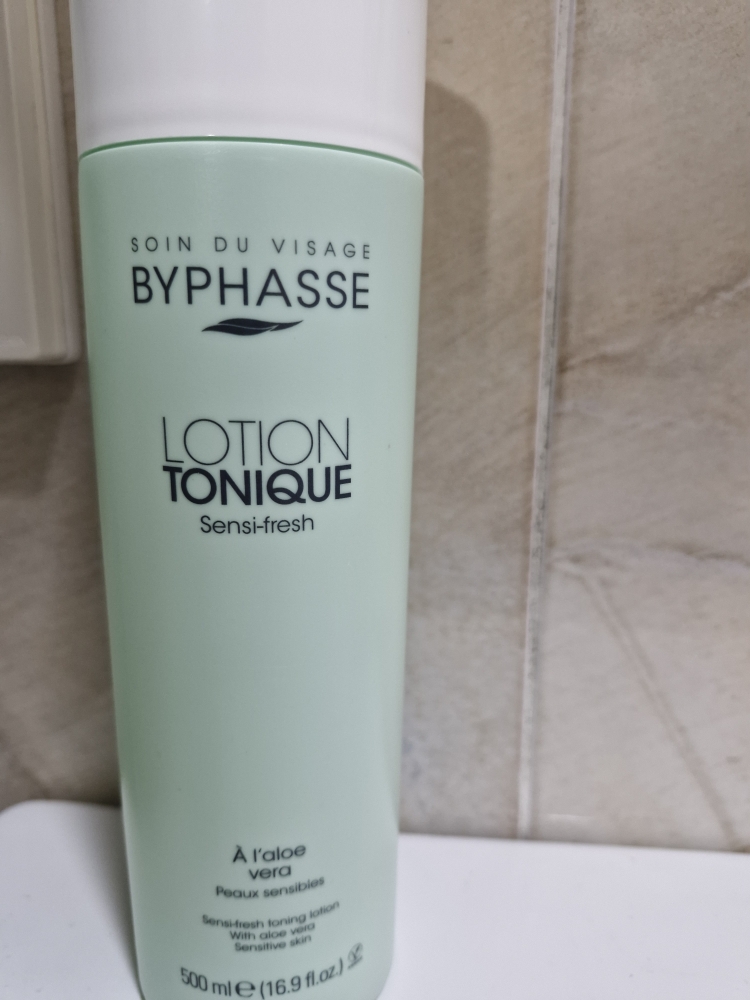 SOIN DU VISAGE
BYPHASSE
LOTION
TONIQUE
Sensi-fresh
À l'aloe
vera
Peaux sensibles
Sensi-fresh toning lotion
With aloe vera
Sensitive skin
500 ml ℮ (16.9 fl.oz.)